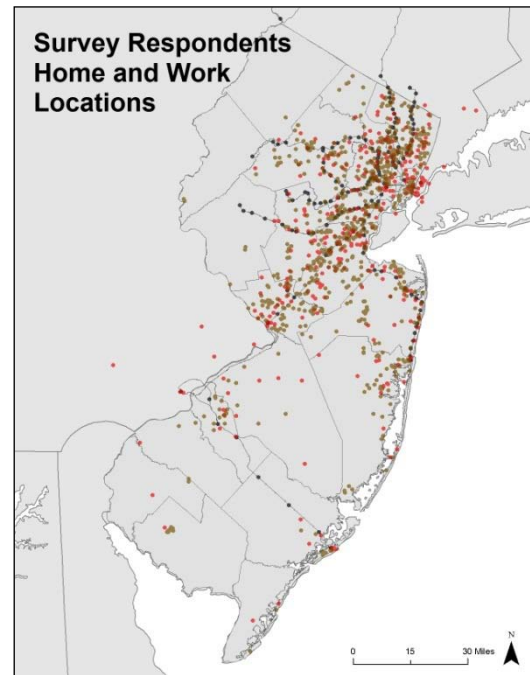 Survey Respondents
Home and Work
Locations
N
0 15 30 Miles